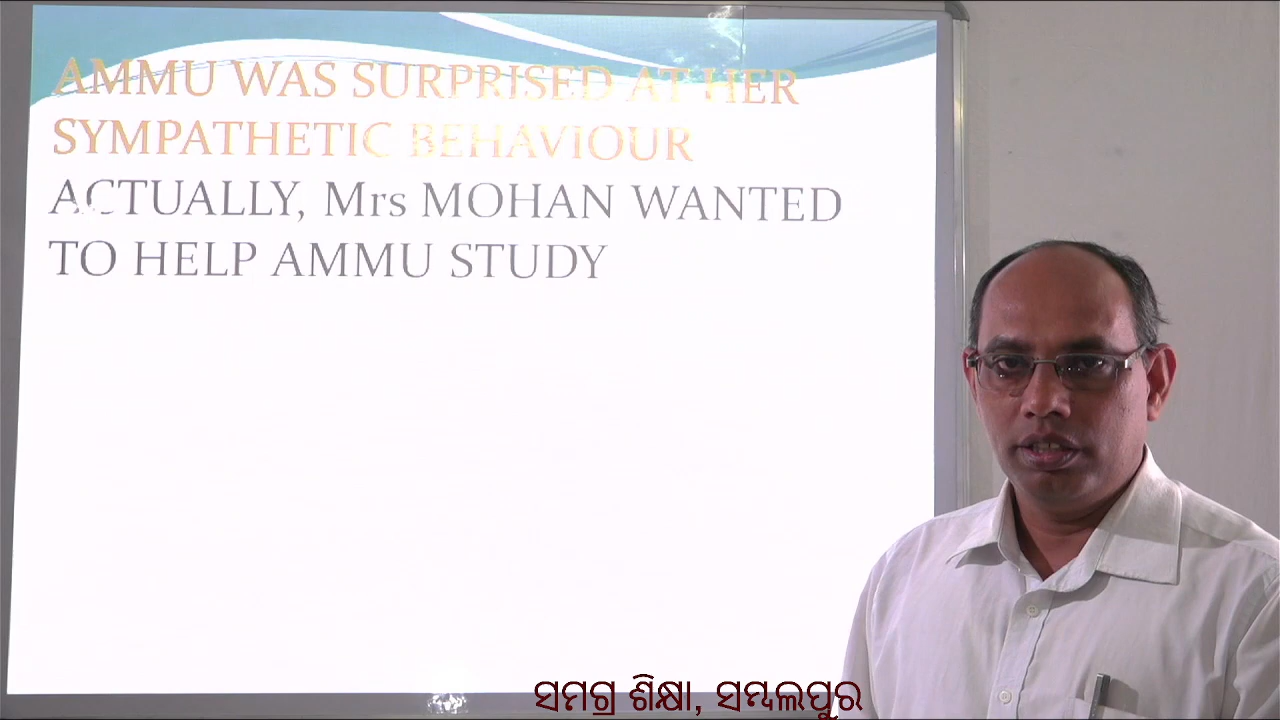 AMMU WAS SURPRISED AT HER
SYMPATHETIC BEHAVIOUR
ACTUALLY, Mrs MOHAN WANTED
TO HELP AMMU STUDY
ସମଗ୍ର ଶିକ୍ଷା, ସମ୍ବଲପୁର